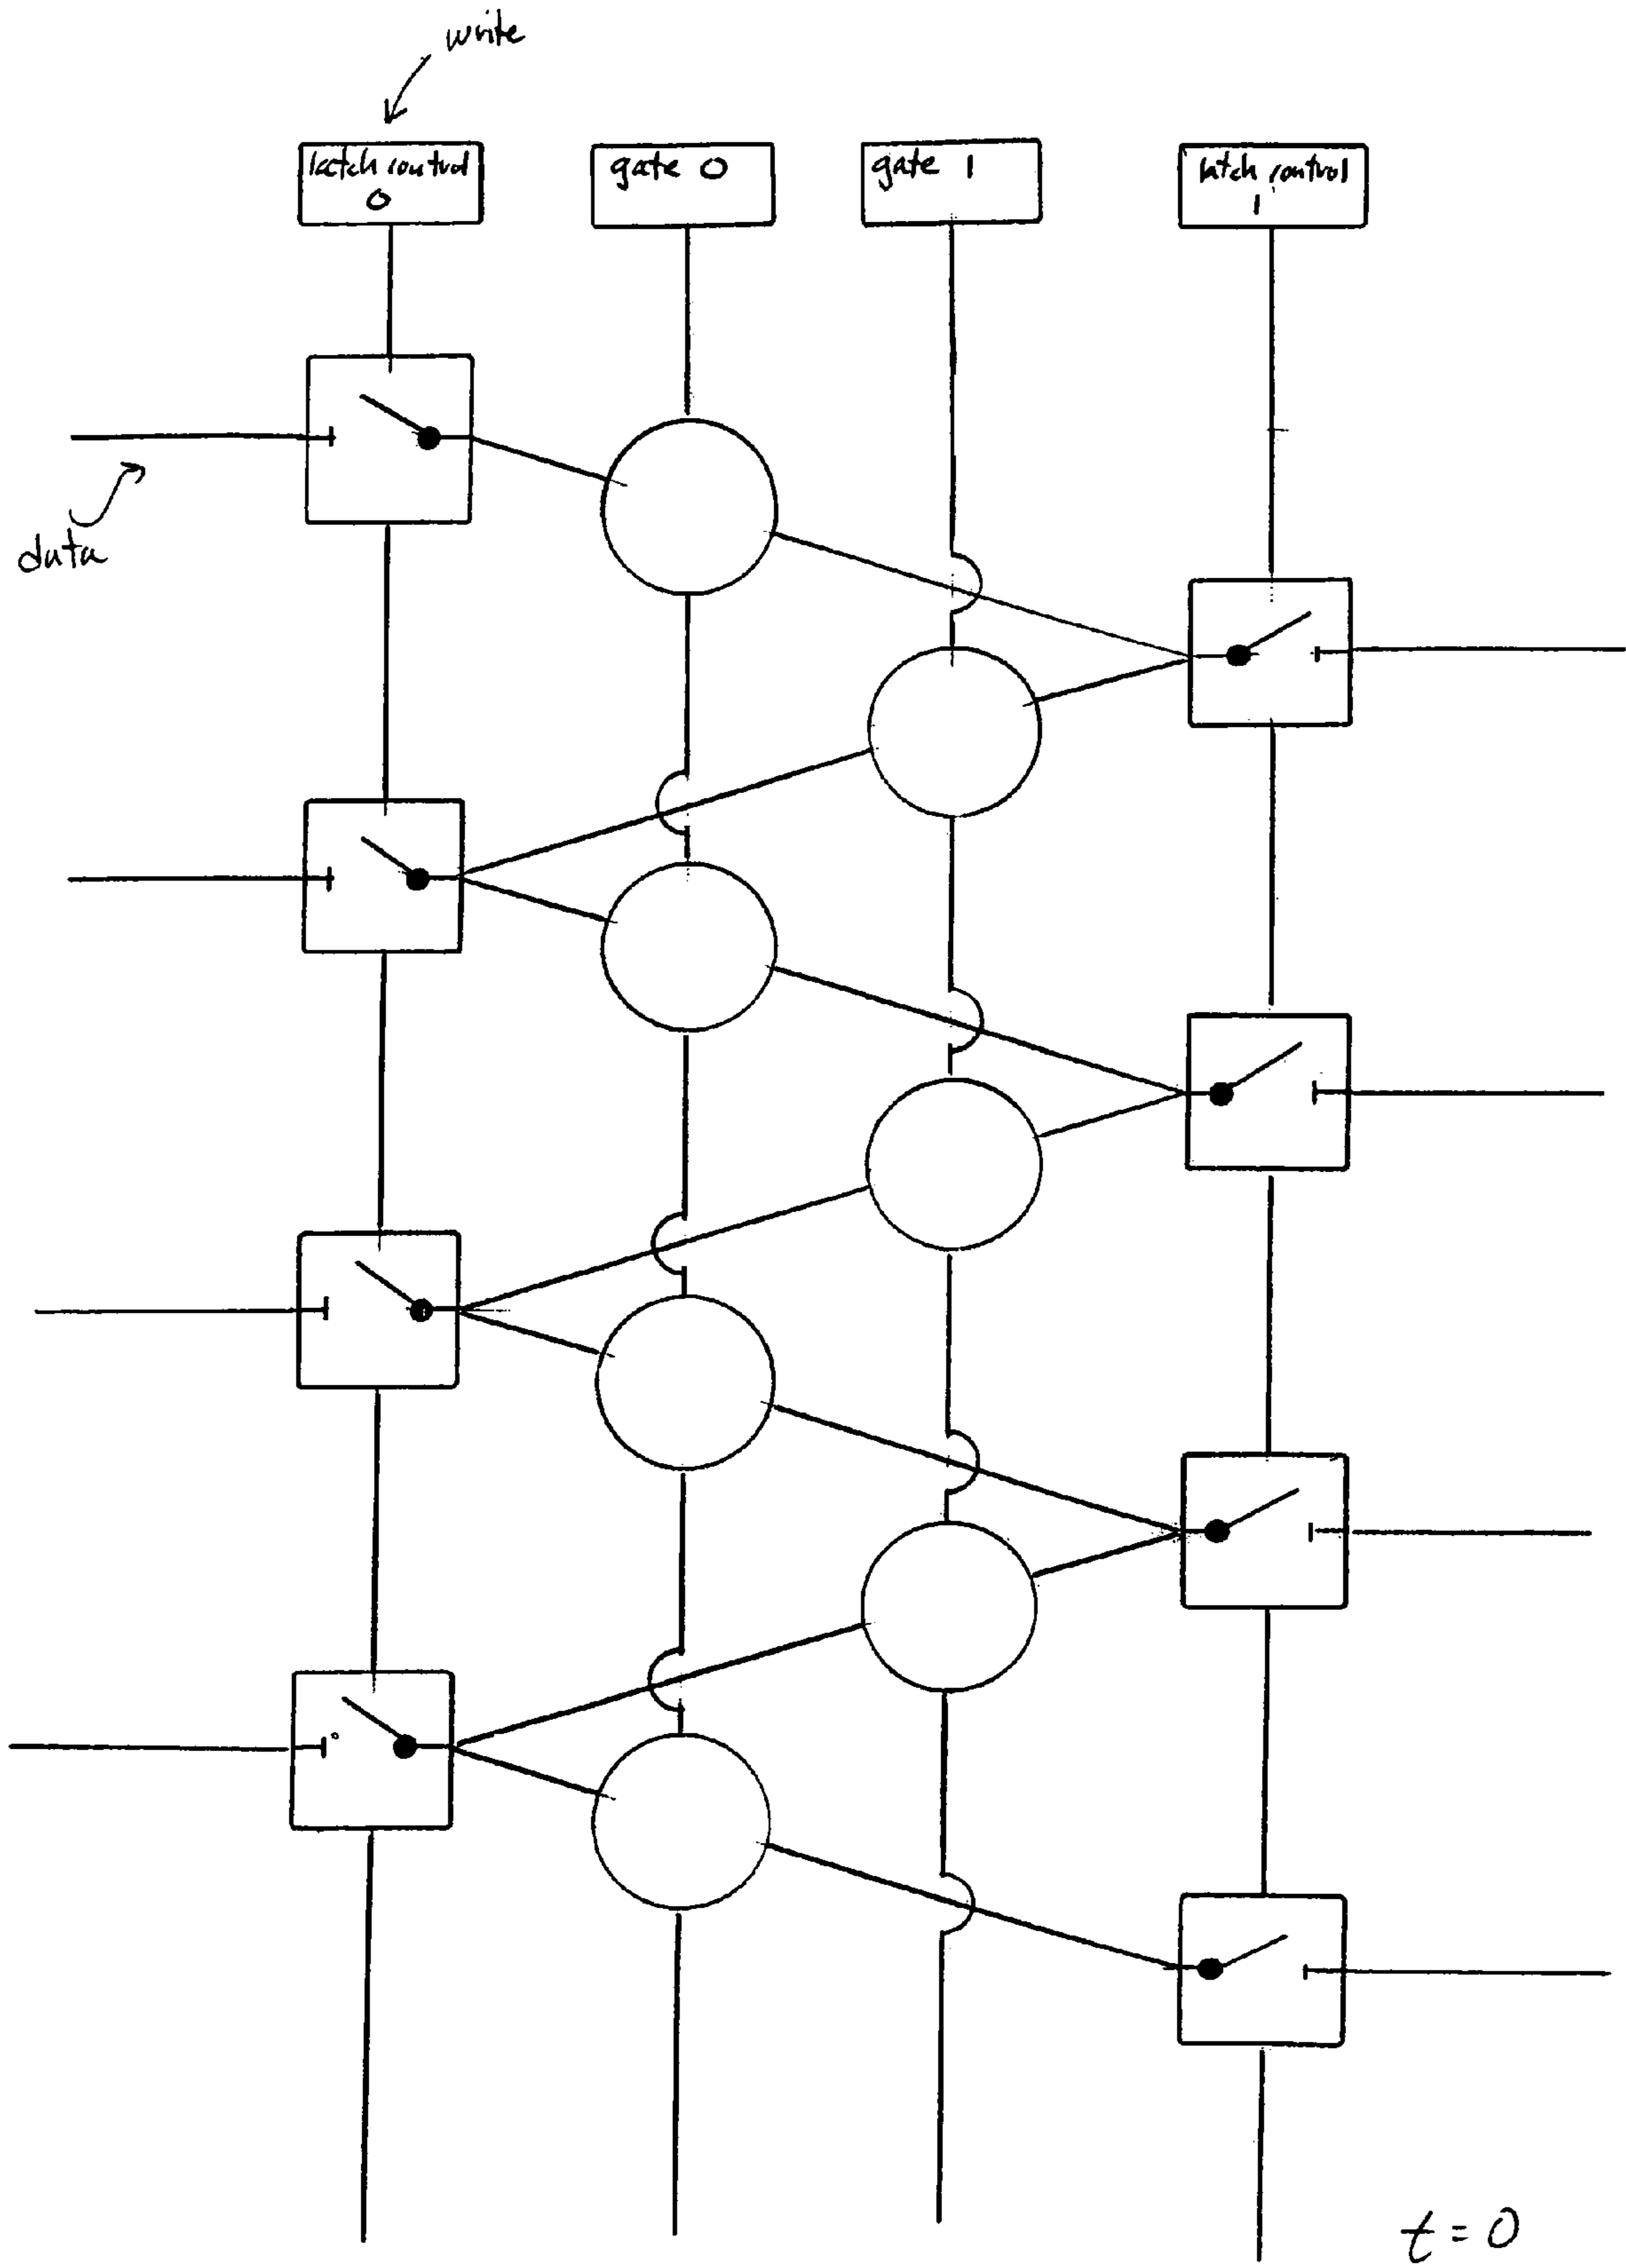 write
latch control
0
gate 0
gate 1
latch control
1
data
t = 0